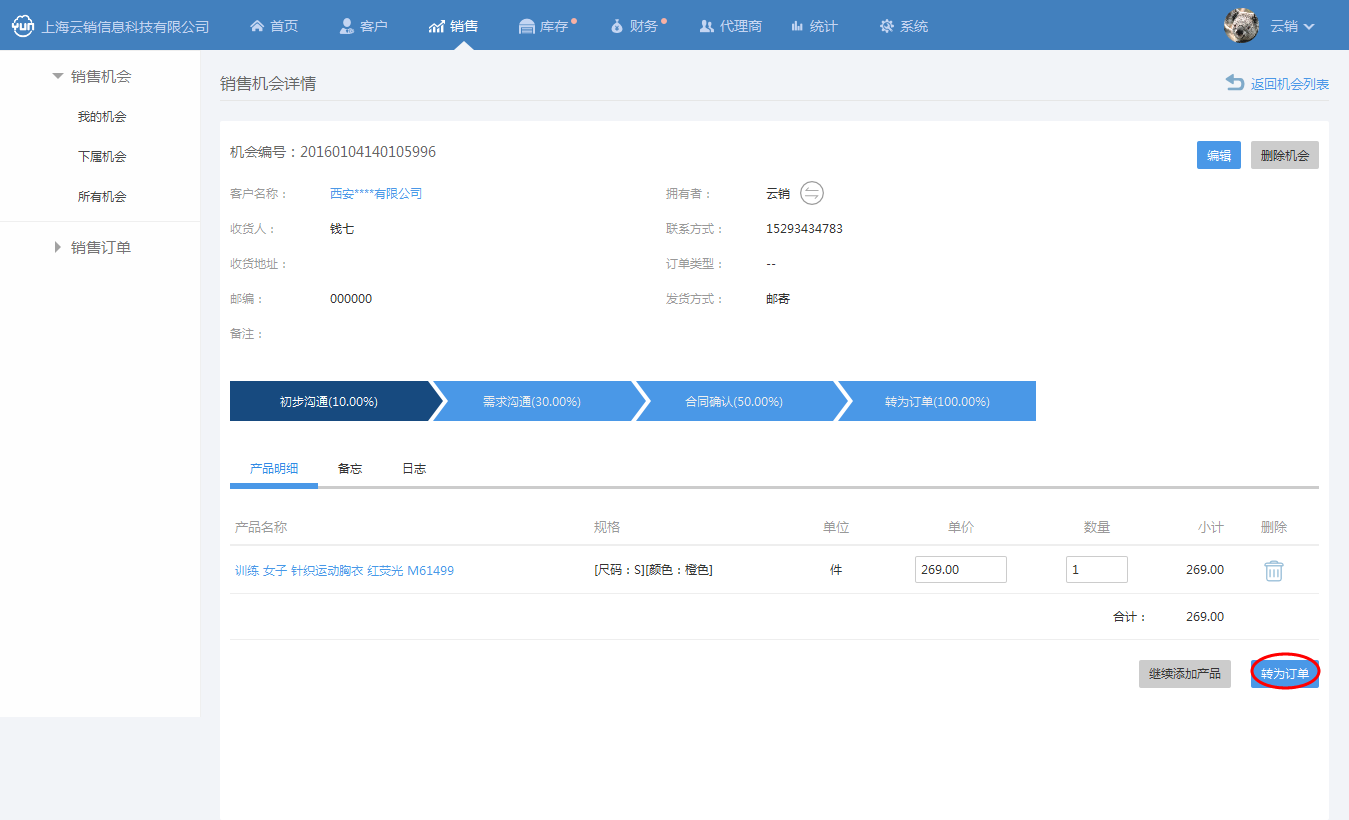 yun 上海云销信息科技有限公司 首页 客户 销售 库存 财务 代理商 统计 系统 云销
销售机会
我的机会
下属机会
所有机会
销售订单
销售机会详情 返回机会列表
机会编号：20160104140105996 编辑 删除机会
客户名称： 西安****有限公司 拥有者： 云销
收货人： 钱七 联系方式： 15293434783
收货地址： 订单类型： --
邮编： 000000 发货方式： 邮寄
备注：
初步沟通(10.00%) 需求沟通(30.00%) 合同确认(50.00%) 转为订单(100.00%)
产品明细 备忘 日志
产品名称 规格 单位 单价 数量 小计 删除
训练 女子 针织运动胸衣 红荧光 M61499 [尺码：S][颜色：橙色] 件 269.00 1 269.00
合计： 269.00
继续添加产品 转为订单